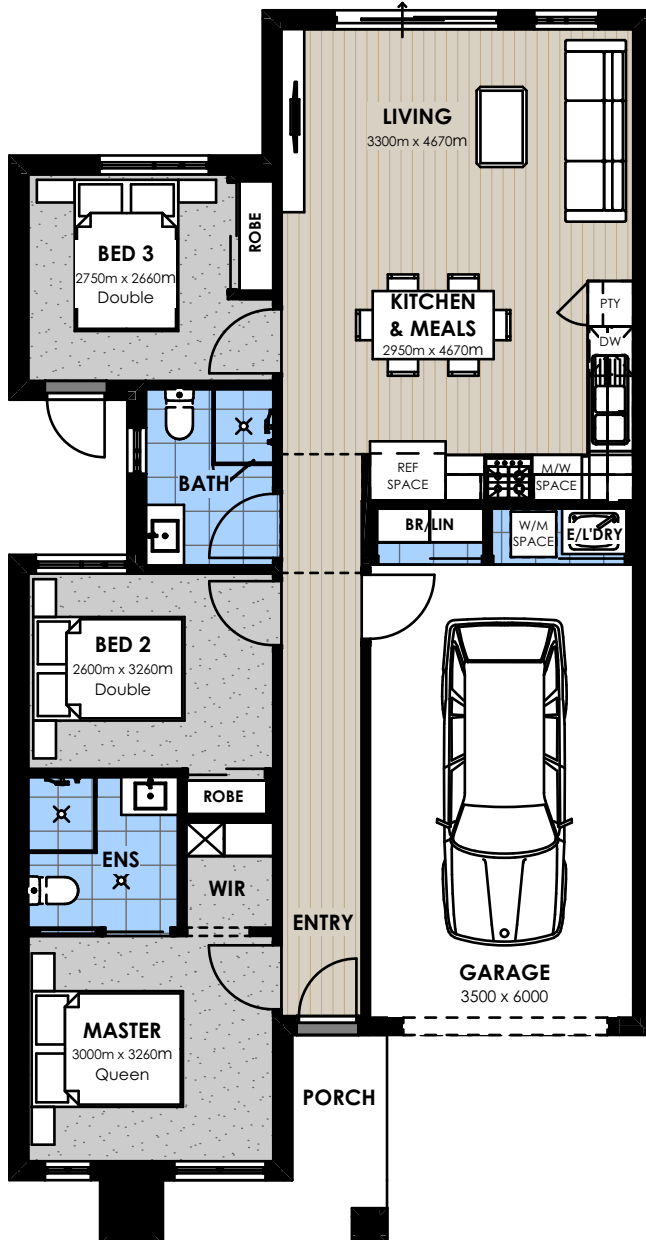 LIVING
3300m x 4670m
BED 3
2750m x 2660m
Double
ROBE
KITCHEN
& MEALS
2950m x 4670m
PTY
DW
BATH
REF
SPACE
M/W
SPACE
BR/LIN
W/M
SPACE
E/L'DRY
BED 2
2600m x 3260m
Double
ROBE
ENS
WIR
ENTRY
GARAGE
3500 x 6000
MASTER
3000m x 3260m
Queen
PORCH